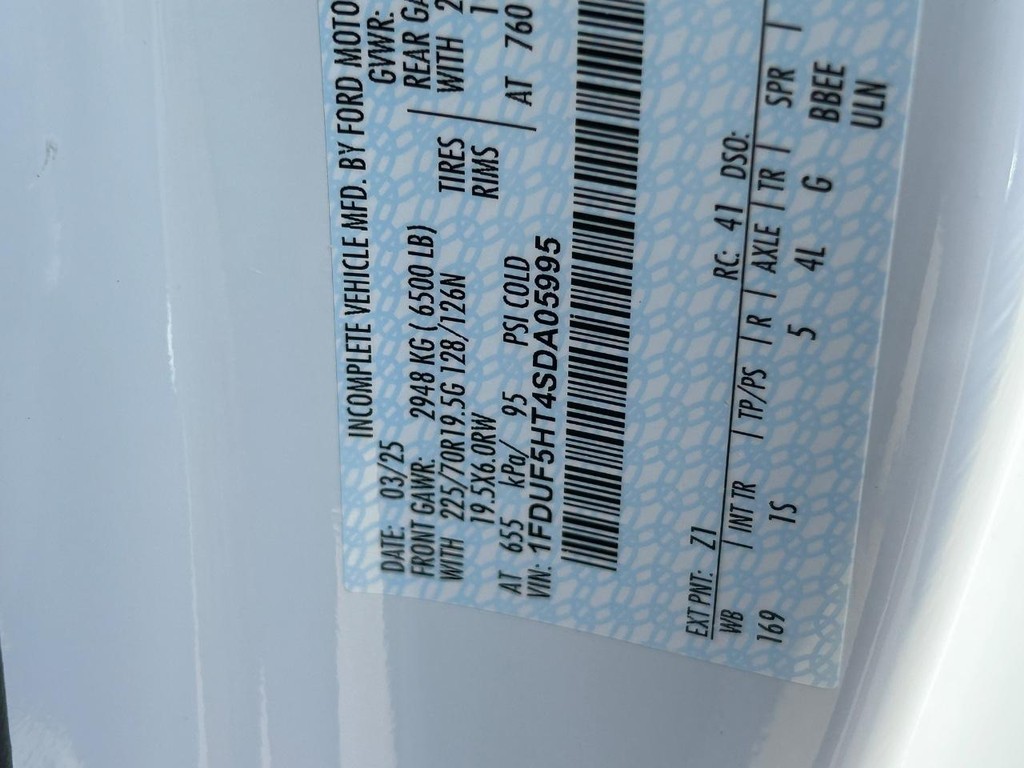 INCOMPLETE VEHICLE MFD. BY FORD MOTO
DATE: 03/25 GVWR:
FRONT GAWR: 2948 KG ( 6500 LB) REAR GA
WITH 225/70R19.5G 128/126N TIRES WITH 2
19.5X6.0RW RIMS 1
AT 655 kPa/ 95 PSI COLD AT 760
VIN: 1FDUF5HT4SDA05995
EXT PNT: Z1 RC: 41 DSO:
WB | INT TR | TP/PS | R | AXLE | TR | SPR |
169 1S 5 4L G BBEE
ULN